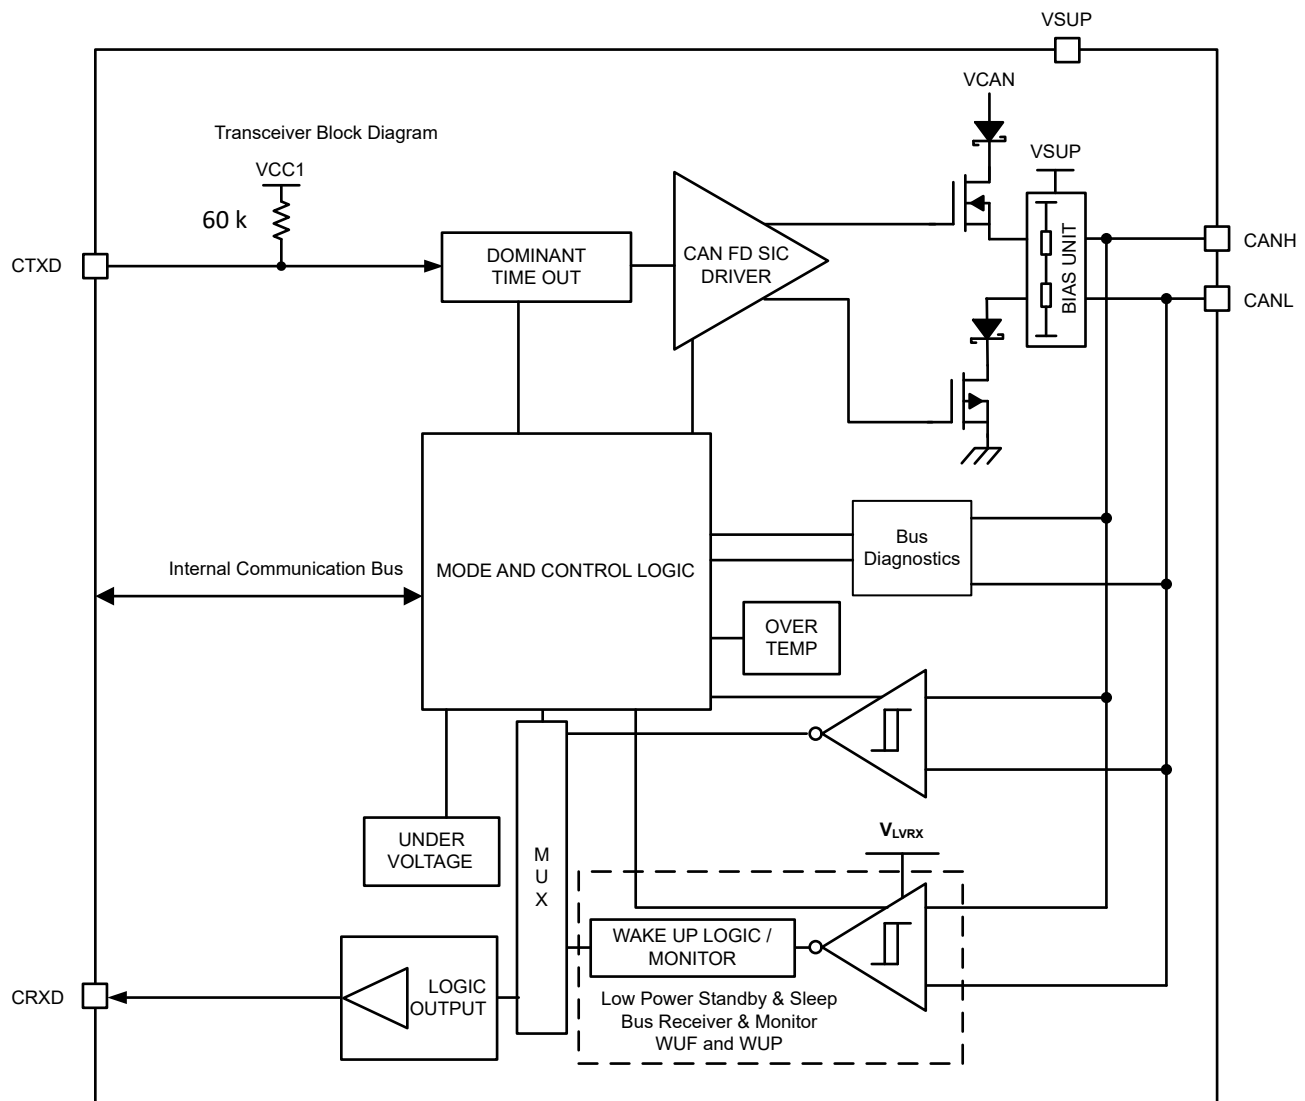 VSUP
VCAN
Transceiver Block Diagram
VCC1
VSUP
60 k
CTXD
DOMINANT
TIME OUT
CAN FD SIC
DRIVER
BIAS UNIT
CANH
CANL
Internal Communication Bus
MODE AND CONTROL LOGIC
Bus
Diagnostics
OVER
TEMP
UNDER
VOLTAGE
M
U
X
VLVRX
WAKE UP LOGIC /
MONITOR
Low Power Standby & Sleep
Bus Receiver & Monitor
WUF and WUP
CRXD
LOGIC
OUTPUT